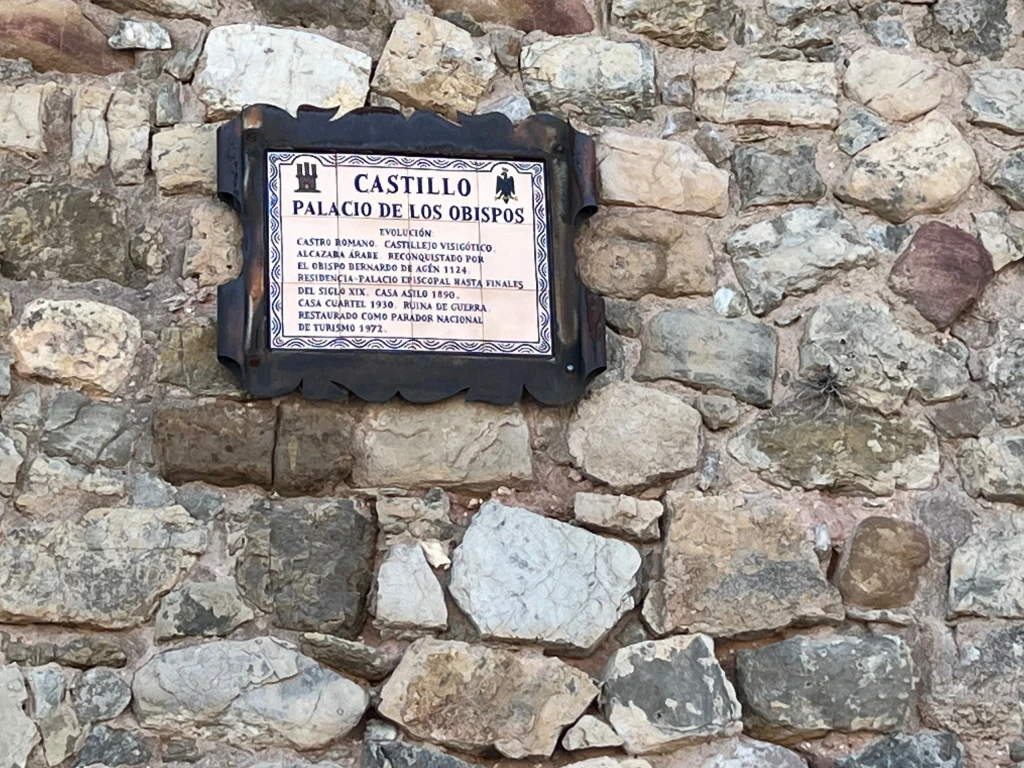 CASTILLO
PALACIO DE LOS OBISPOS
EVOLUCIÓN:
CASTRO ROMANO. CASTILLEJO VISIGÓTICO.
ALCAZABA ÁRABE. RECONQUISTADO POR
EL OBISPO BERNARDO DE AGÉN 1124.
RESIDENCIA-PALACIO EPISCOPAL HASTA FINALES
DEL SIGLO XIX. CASA ASILO 1890.
CASA CUARTEL 1930. RUINA DE GUERRA.
RESTAURADO COMO PARADOR NACIONAL
DE TURISMO 1972.